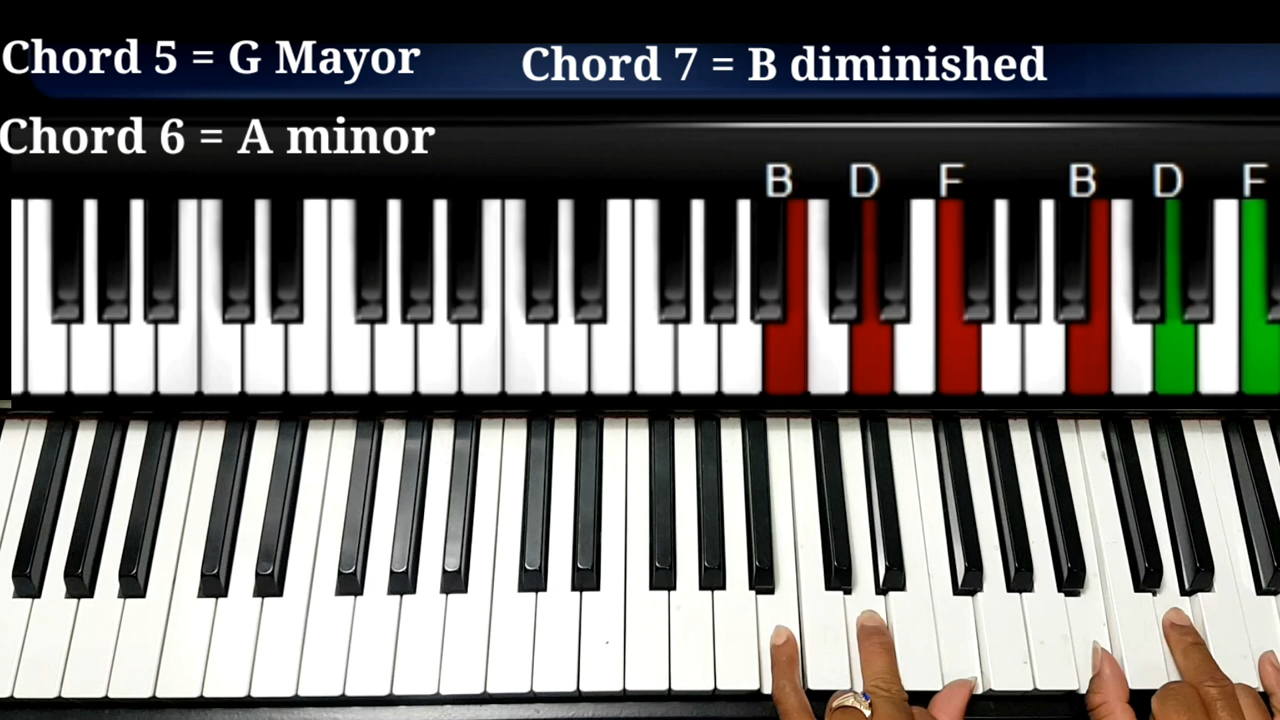 Chord 5 = G Mayor
Chord 7 = B diminished
Chord 6 = A minor
B D F B D F